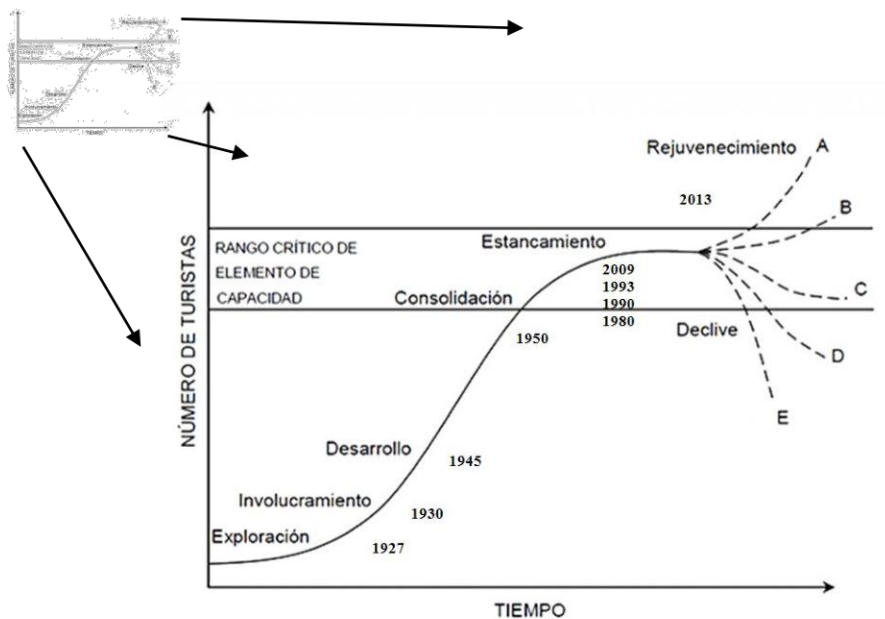 Rejuvenecimiento
A
2013
B
RANGO CRÍTICO DE
ELEMENTO DE
CAPACIDAD
Estancamiento
2009
1993
1990
1980
Consolidación
C
1950
Declive
D
E
Desarrollo
1945
Involucramiento
1930
Exploración
1927
NÚMERO DE TURISTAS
TIEMPO